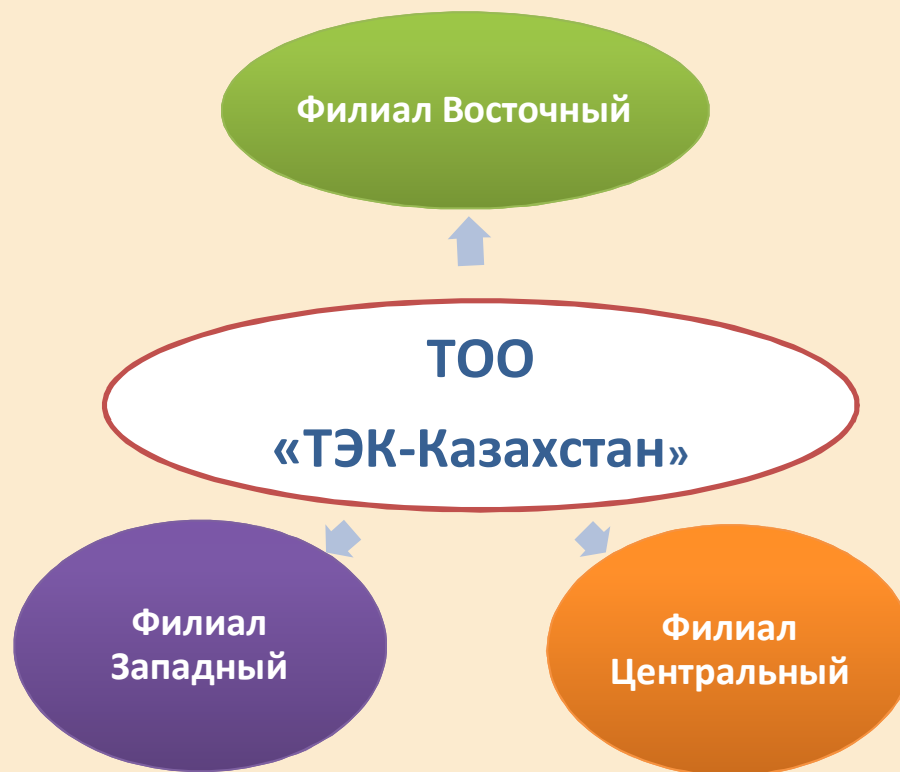 Филиал Восточный
ТОО
«ТЭК-Казахстан»
Филиал
Западный
Филиал
Центральный